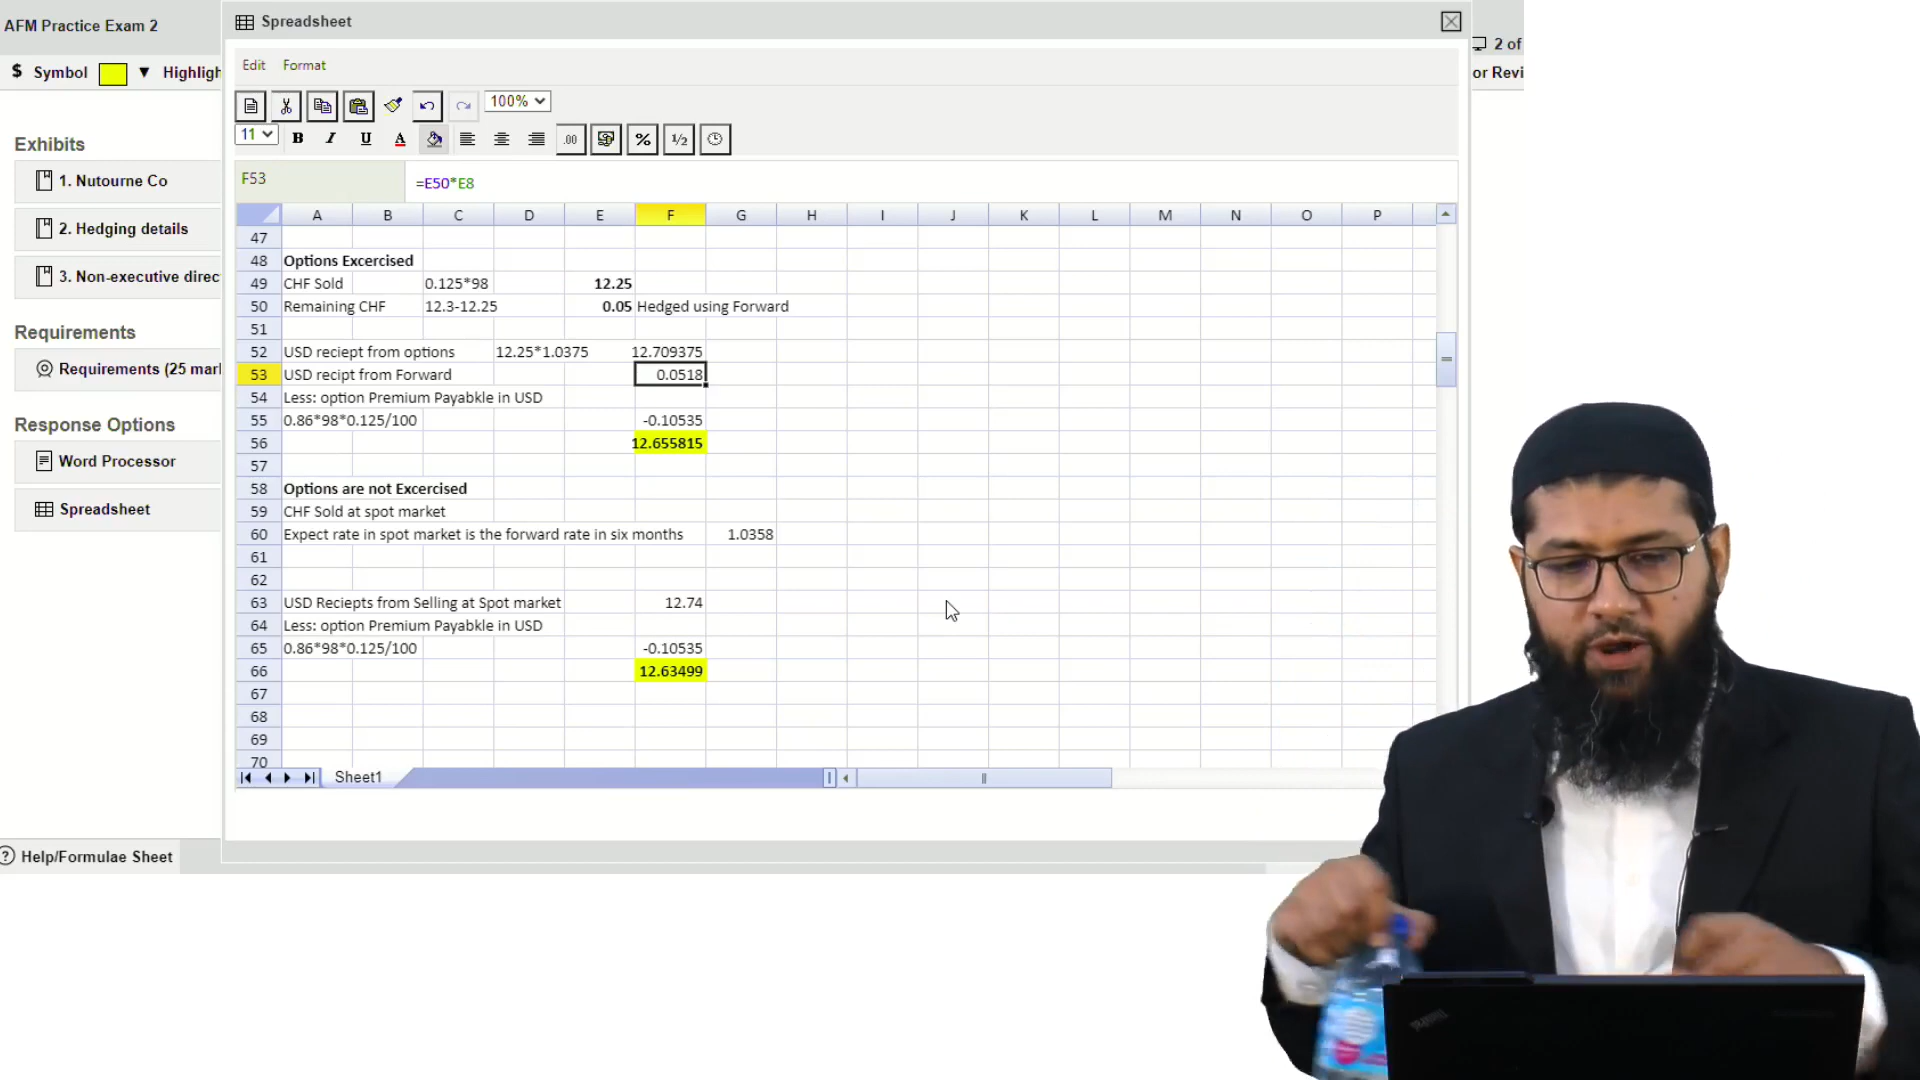 AFM Practice Exam 2
Spreadsheet
2 of
$ Symbol
Highligh
or Revi
Edit Format
100%
11
B I U A .00 % 1/2
F53
=E50*E8
Exhibits
1. Nutourne Co
2. Hedging details
3. Non-executive direc
Requirements
Requirements (25 mar
Response Options
Word Processor
Spreadsheet
A B C D E F G H I J K L M N O P
47
48 Options Excercised
49 CHF Sold 0.125*98 12.25
50 Remaining CHF 12.3-12.25 0.05 Hedged using Forward
51
52 USD reciept from options 12.25*1.0375 12.709375
53 USD recipt from Forward 0.0518
54 Less: option Premium Payabkle in USD
55 0.86*98*0.125/100 -0.10535
56 12.655815
57
58 Options are not Excercised
59 CHF Sold at spot market
60 Expect rate in spot market is the forward rate in six months 1.0358
61
62
63 USD Reciepts from Selling at Spot market 12.74
64 Less: option Premium Payabkle in USD
65 0.86*98*0.125/100 -0.10535
66 12.63499
67
68
69
70
Sheet1
? Help/Formulae Sheet